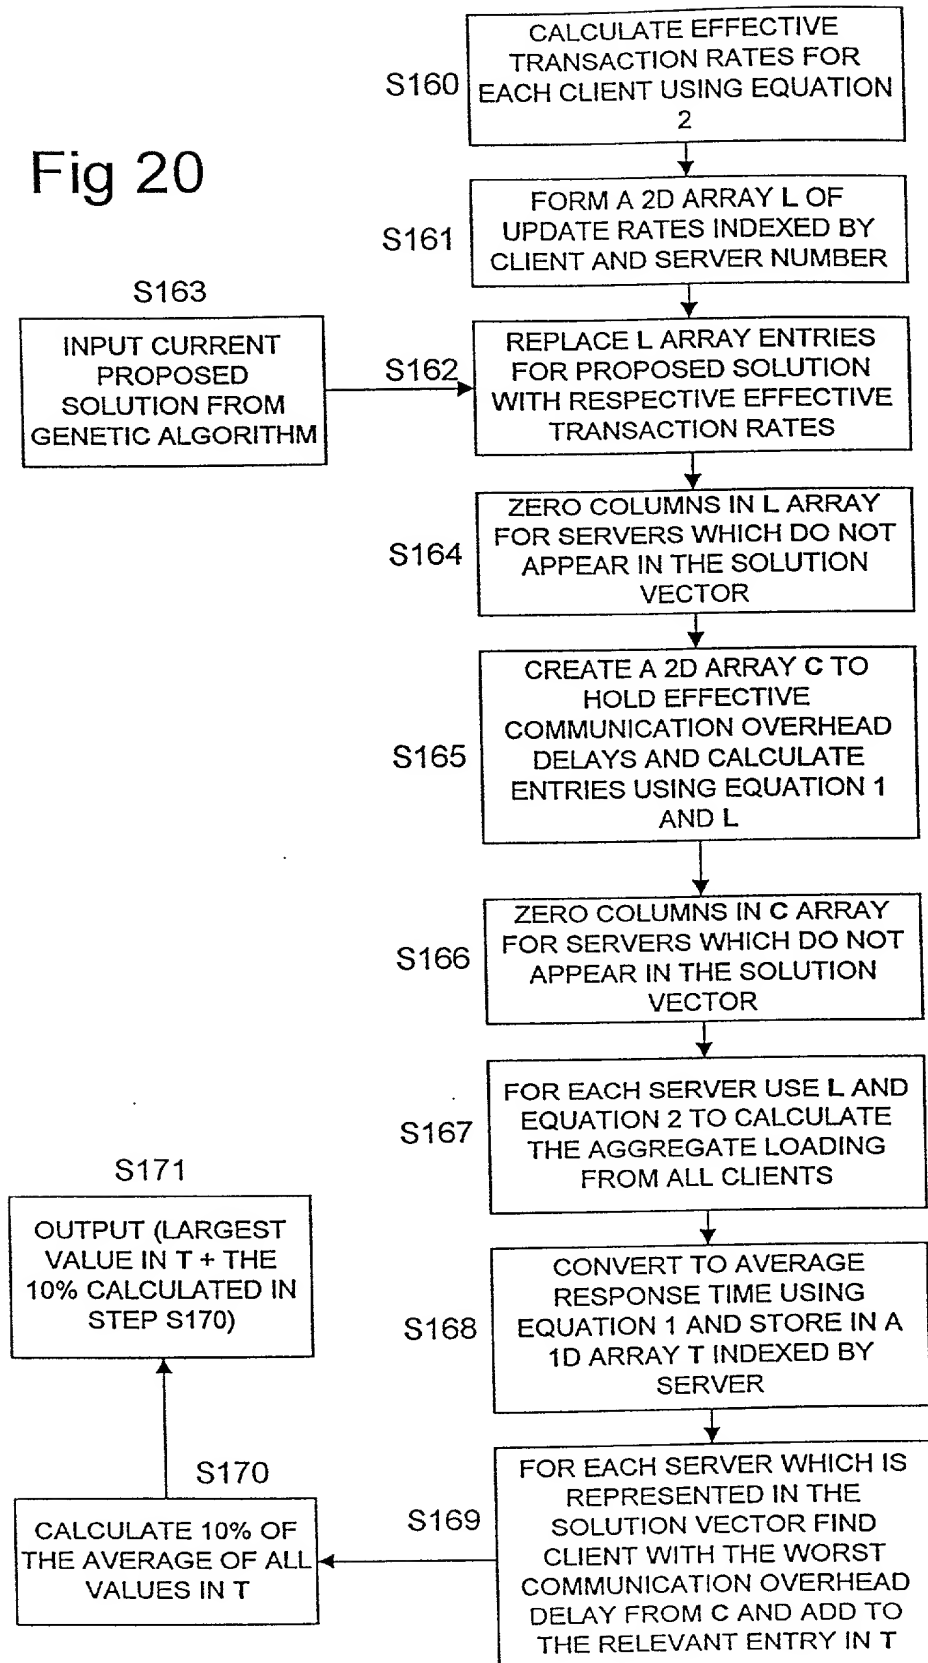 Fig 20
S160
CALCULATE EFFECTIVE
TRANSACTION RATES FOR
EACH CLIENT USING EQUATION
2
S161
FORM A 2D ARRAY L OF
UPDATE RATES INDEXED BY
CLIENT AND SERVER NUMBER
S163
INPUT CURRENT
PROPOSED
SOLUTION FROM
GENETIC ALGORITHM
S162
REPLACE L ARRAY ENTRIES
FOR PROPOSED SOLUTION
WITH RESPECTIVE EFFECTIVE
TRANSACTION RATES
S164
ZERO COLUMNS IN L ARRAY
FOR SERVERS WHICH DO NOT
APPEAR IN THE SOLUTION
VECTOR
S165
CREATE A 2D ARRAY C TO
HOLD EFFECTIVE
COMMUNICATION OVERHEAD
DELAYS AND CALCULATE
ENTRIES USING EQUATION 1
AND L
S166
ZERO COLUMNS IN C ARRAY
FOR SERVERS WHICH DO NOT
APPEAR IN THE SOLUTION
VECTOR
S167
FOR EACH SERVER USE L AND
EQUATION 2 TO CALCULATE
THE AGGREGATE LOADING
FROM ALL CLIENTS
S168
CONVERT TO AVERAGE
RESPONSE TIME USING
EQUATION 1 AND STORE IN A
1D ARRAY T INDEXED BY
SERVER
S169
FOR EACH SERVER WHICH IS
REPRESENTED IN THE
SOLUTION VECTOR FIND
CLIENT WITH THE WORST
COMMUNICATION OVERHEAD
DELAY FROM C AND ADD TO
THE RELEVANT ENTRY IN T
S170
CALCULATE 10% OF
THE AVERAGE OF ALL
VALUES IN T
S171
OUTPUT (LARGEST
VALUE IN T + THE
10% CALCULATED IN
STEP S170)